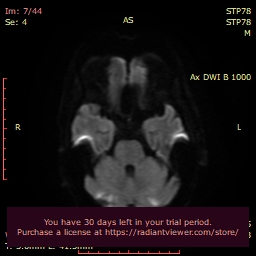 Im: 7/44
Se: 4
AS
STP78
STP78
M
Ax DWI B 1000
R
L
You have 30 days left in your trial period.
Purchase a license at https://radiantviewer.com/store/